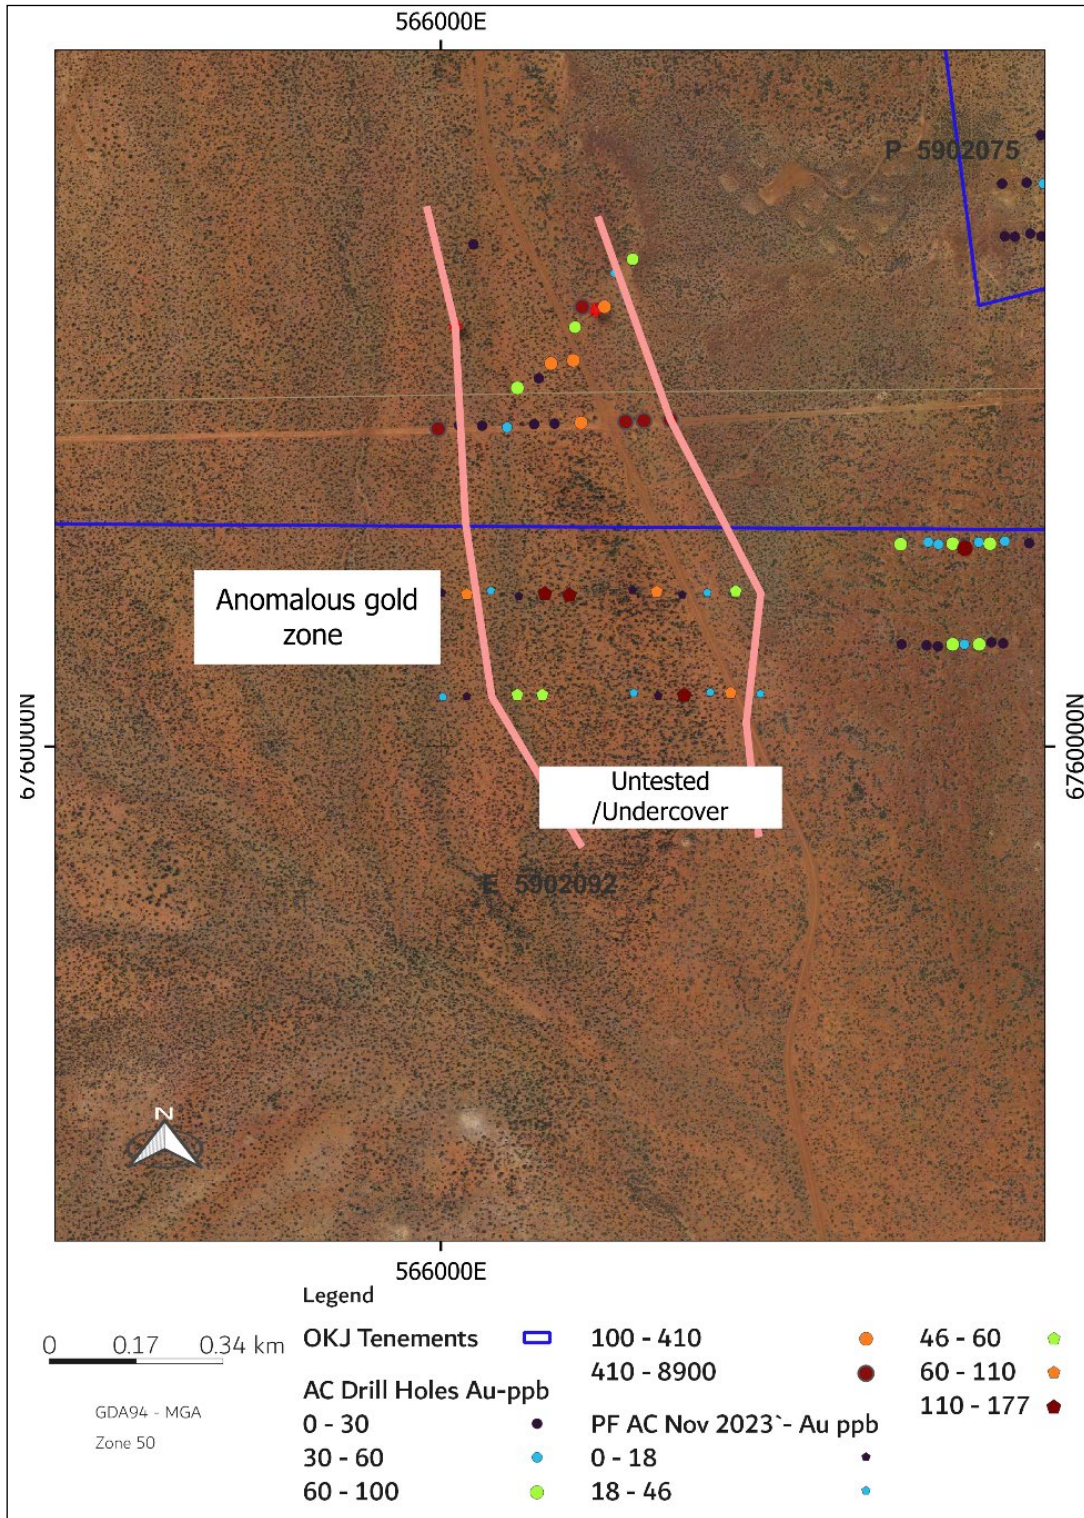 566000E
P 5902075
Anomalous gold
zone
6760000N
6760000N
Untested
/Undercover
E 5902092
N
566000E
Legend
0 0.17 0.34 km
GDA94 - MGA
Zone 50
OKJ Tenements
AC Drill Holes Au-ppb
0 - 30
30 - 60
60 - 100
100 - 410
410 - 8900
PF AC Nov 2023`- Au ppb
0 - 18
18 - 46
46 - 60
60 - 110
110 - 177